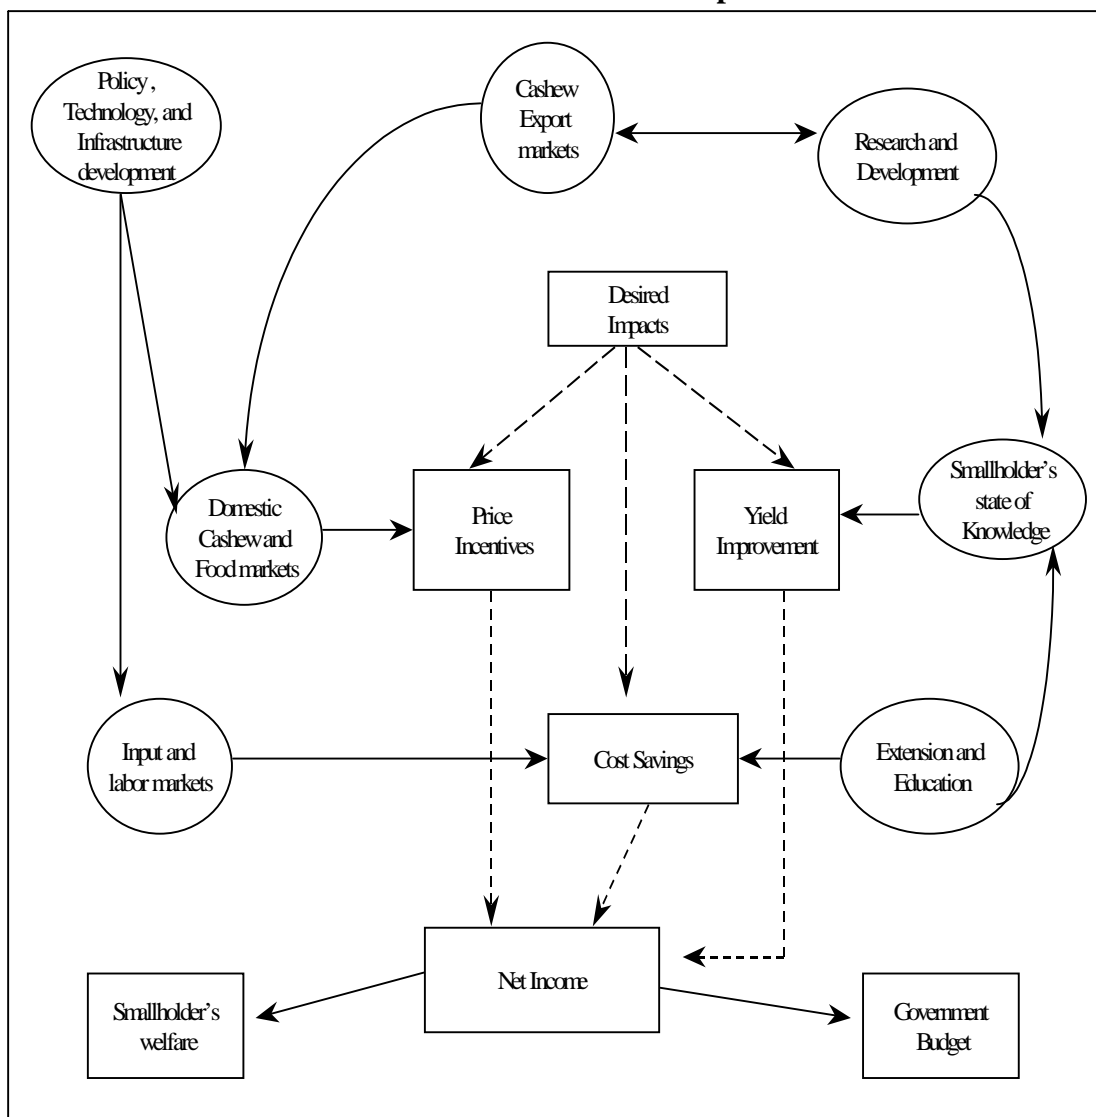 Policy ,
Technology, and
Infrastructure
development
Cashew
Export
markets
Research and
Development
Desired
Impacts
Domestic
Cashew and
Food markets
Price
Incentives
Yield
Improvement
Smallholder’s
state of
Knowledge
Input and
labor markets
Cost Savings
Extension and
Education
Net Income
Smallholder’s
welfare
Government
Budget